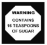 WARNING
CONTAINS
16 TEASPOONS
OF SUGAR